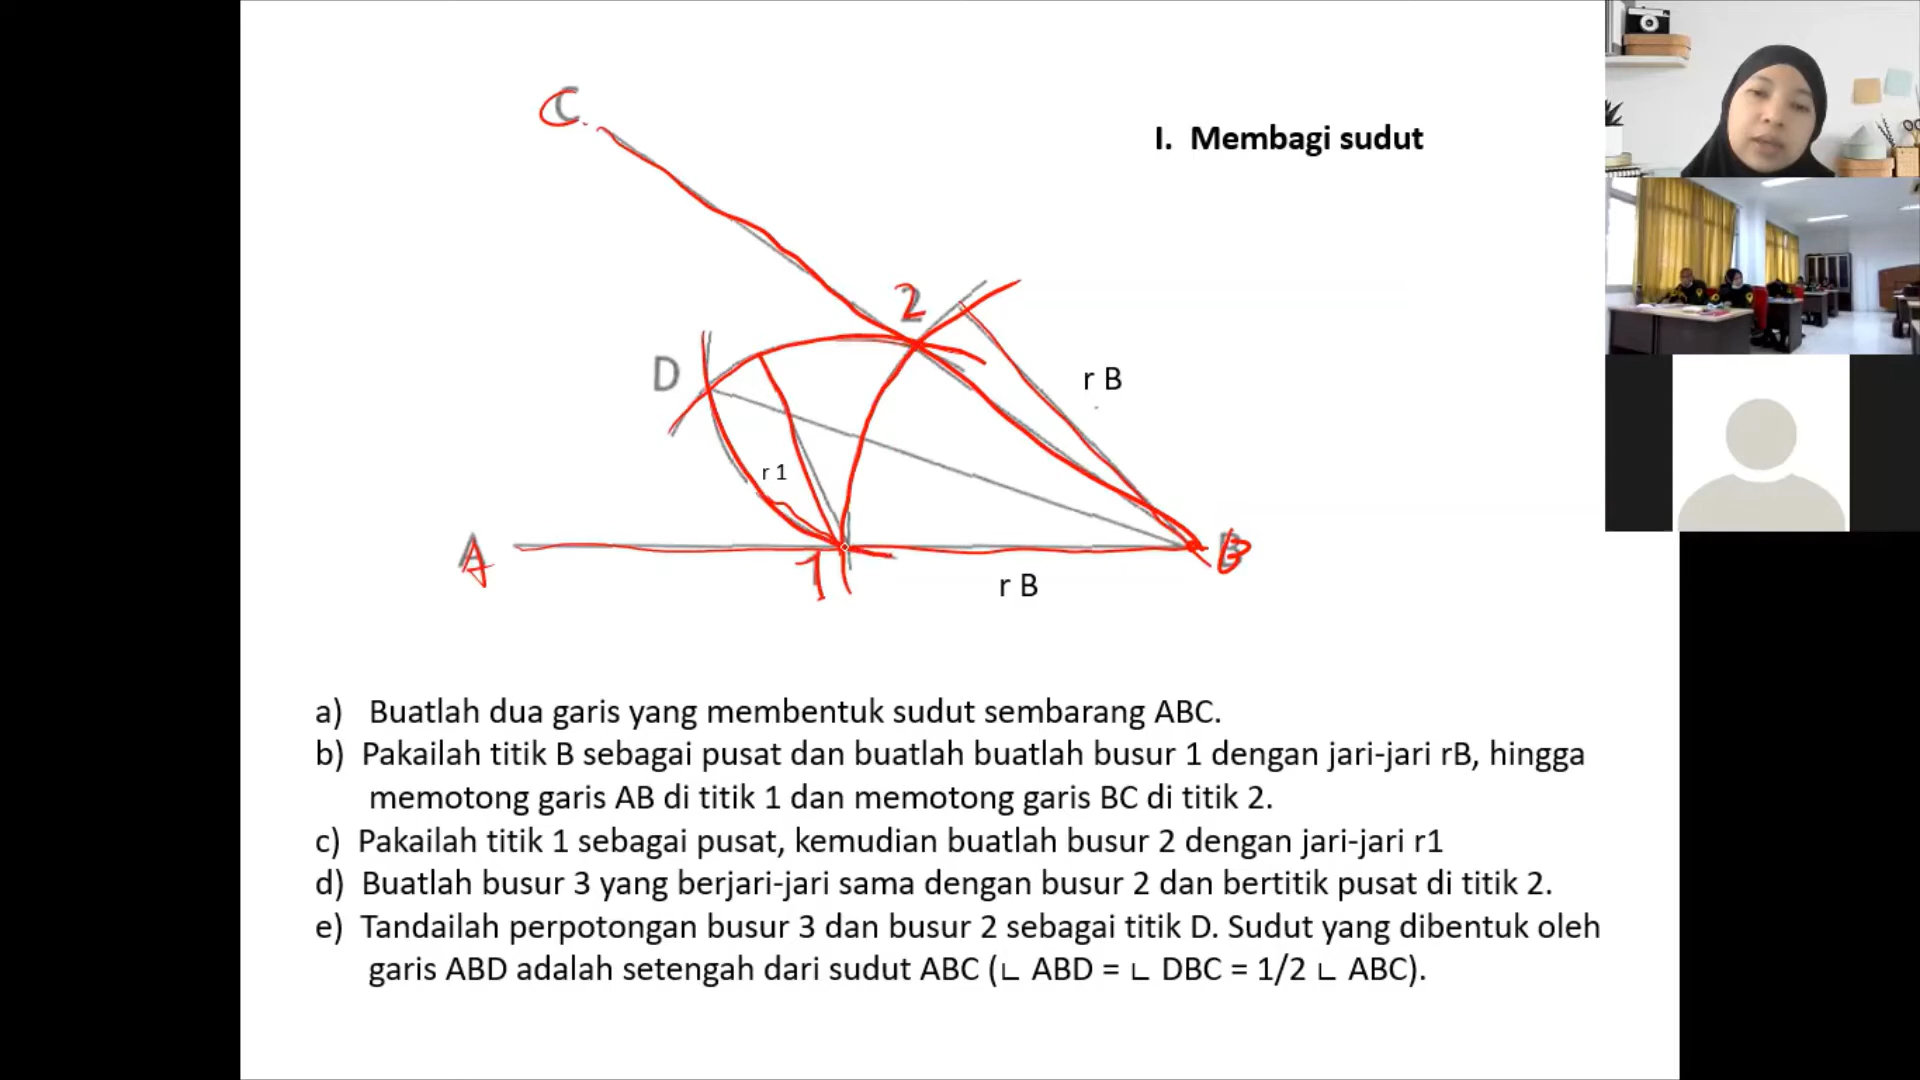 C
I. Membagi sudut
2
D
r B
r 1
A
1
B
r B
a) Buatlah dua garis yang membentuk sudut sembarang ABC.
b) Pakailah titik B sebagai pusat dan buatlah buatlah busur 1 dengan jari-jari rB, hingga
memotong garis AB di titik 1 dan memotong garis BC di titik 2.
c) Pakailah titik 1 sebagai pusat, kemudian buatlah busur 2 dengan jari-jari r1
d) Buatlah busur 3 yang berjari-jari sama dengan busur 2 dan bertitik pusat di titik 2.
e) Tandailah perpotongan busur 3 dan busur 2 sebagai titik D. Sudut yang dibentuk oleh
garis ABD adalah setengah dari sudut ABC (∟ ABD = ∟ DBC = 1/2 ∟ ABC).